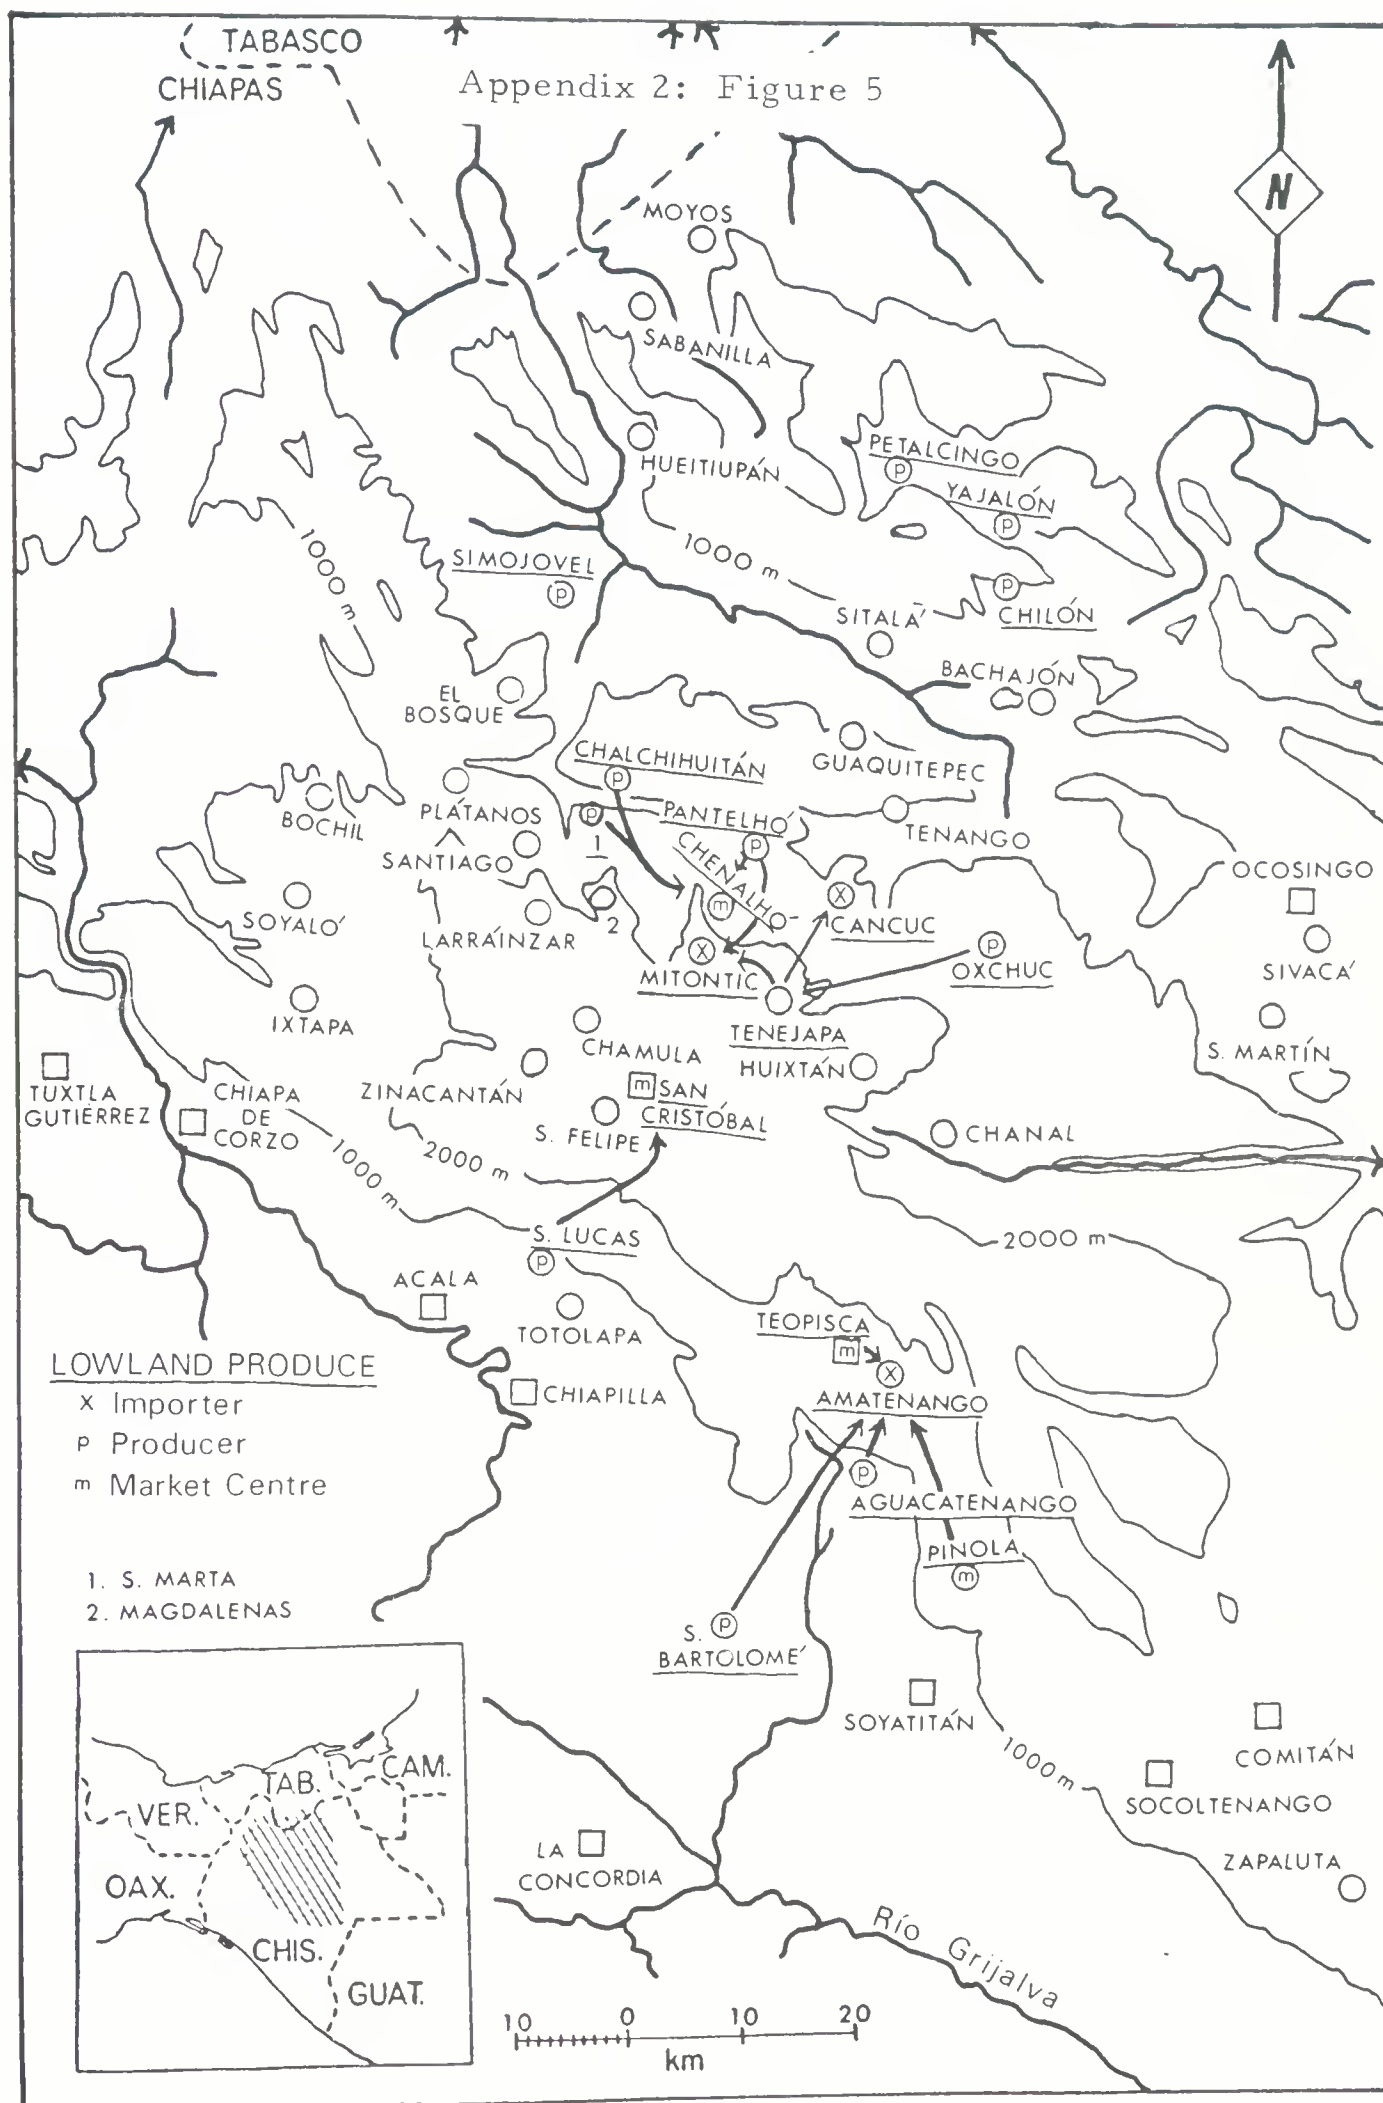 TABASCO
CHIAPAS
Appendix 2: Figure 5
N
MOYOS
SABANILLA
HUEITIUPÁN
PETALCINGO
p
YAJALÓN
p
1000 m
1000 m
SIMOJOVEL
p
p
CHILÓN
SITALÁ
BACHAJÓN
EL
BOSQUE
CHALCHIHUITÁN
p
GUAQUITEPEC
BOCHIL
PLÁTANOS
p
1
PANTELHÓ
p
TENANGO
SANTIAGO
CHENALHÓ
m
OCOSINGO
SOYALÓ
LARRÁINZAR
2
X
CANCUC
X
MITONTIC
p
OXCHUC
SIVACÁ
IXTAPA
TENEJAPA
CHAMULA
HUIXTÁN
S. MARTÍN
TUXTLA
GUTIÉRREZ
CHIAPA
DE
CORZO
ZINACANTÁN
m SAN
CRISTÓBAL
S. FELIPE
CHANAL
1000 m
2000 m
2000 m
S. LUCAS
p
ACALA
TOTOLAPA
TEOPISCA
m
X
AMATENANGO
CHIAPILLA
LOWLAND PRODUCE
X Importer
p Producer
m Market Centre
p
AGUACATENANGO
PINOLA
m
1. S. MARTA
2. MAGDALENAS
S. p
BARTOLOMÉ
SOYATITÁN
1000 m
COMITÁN
SOCOLTENANGO
ZAPALUTA
LA
CONCORDIA
Río Grijalva
CAM.
TAB.
VER.
OAX.
CHIS.
GUAT.
10 0 10 20
km